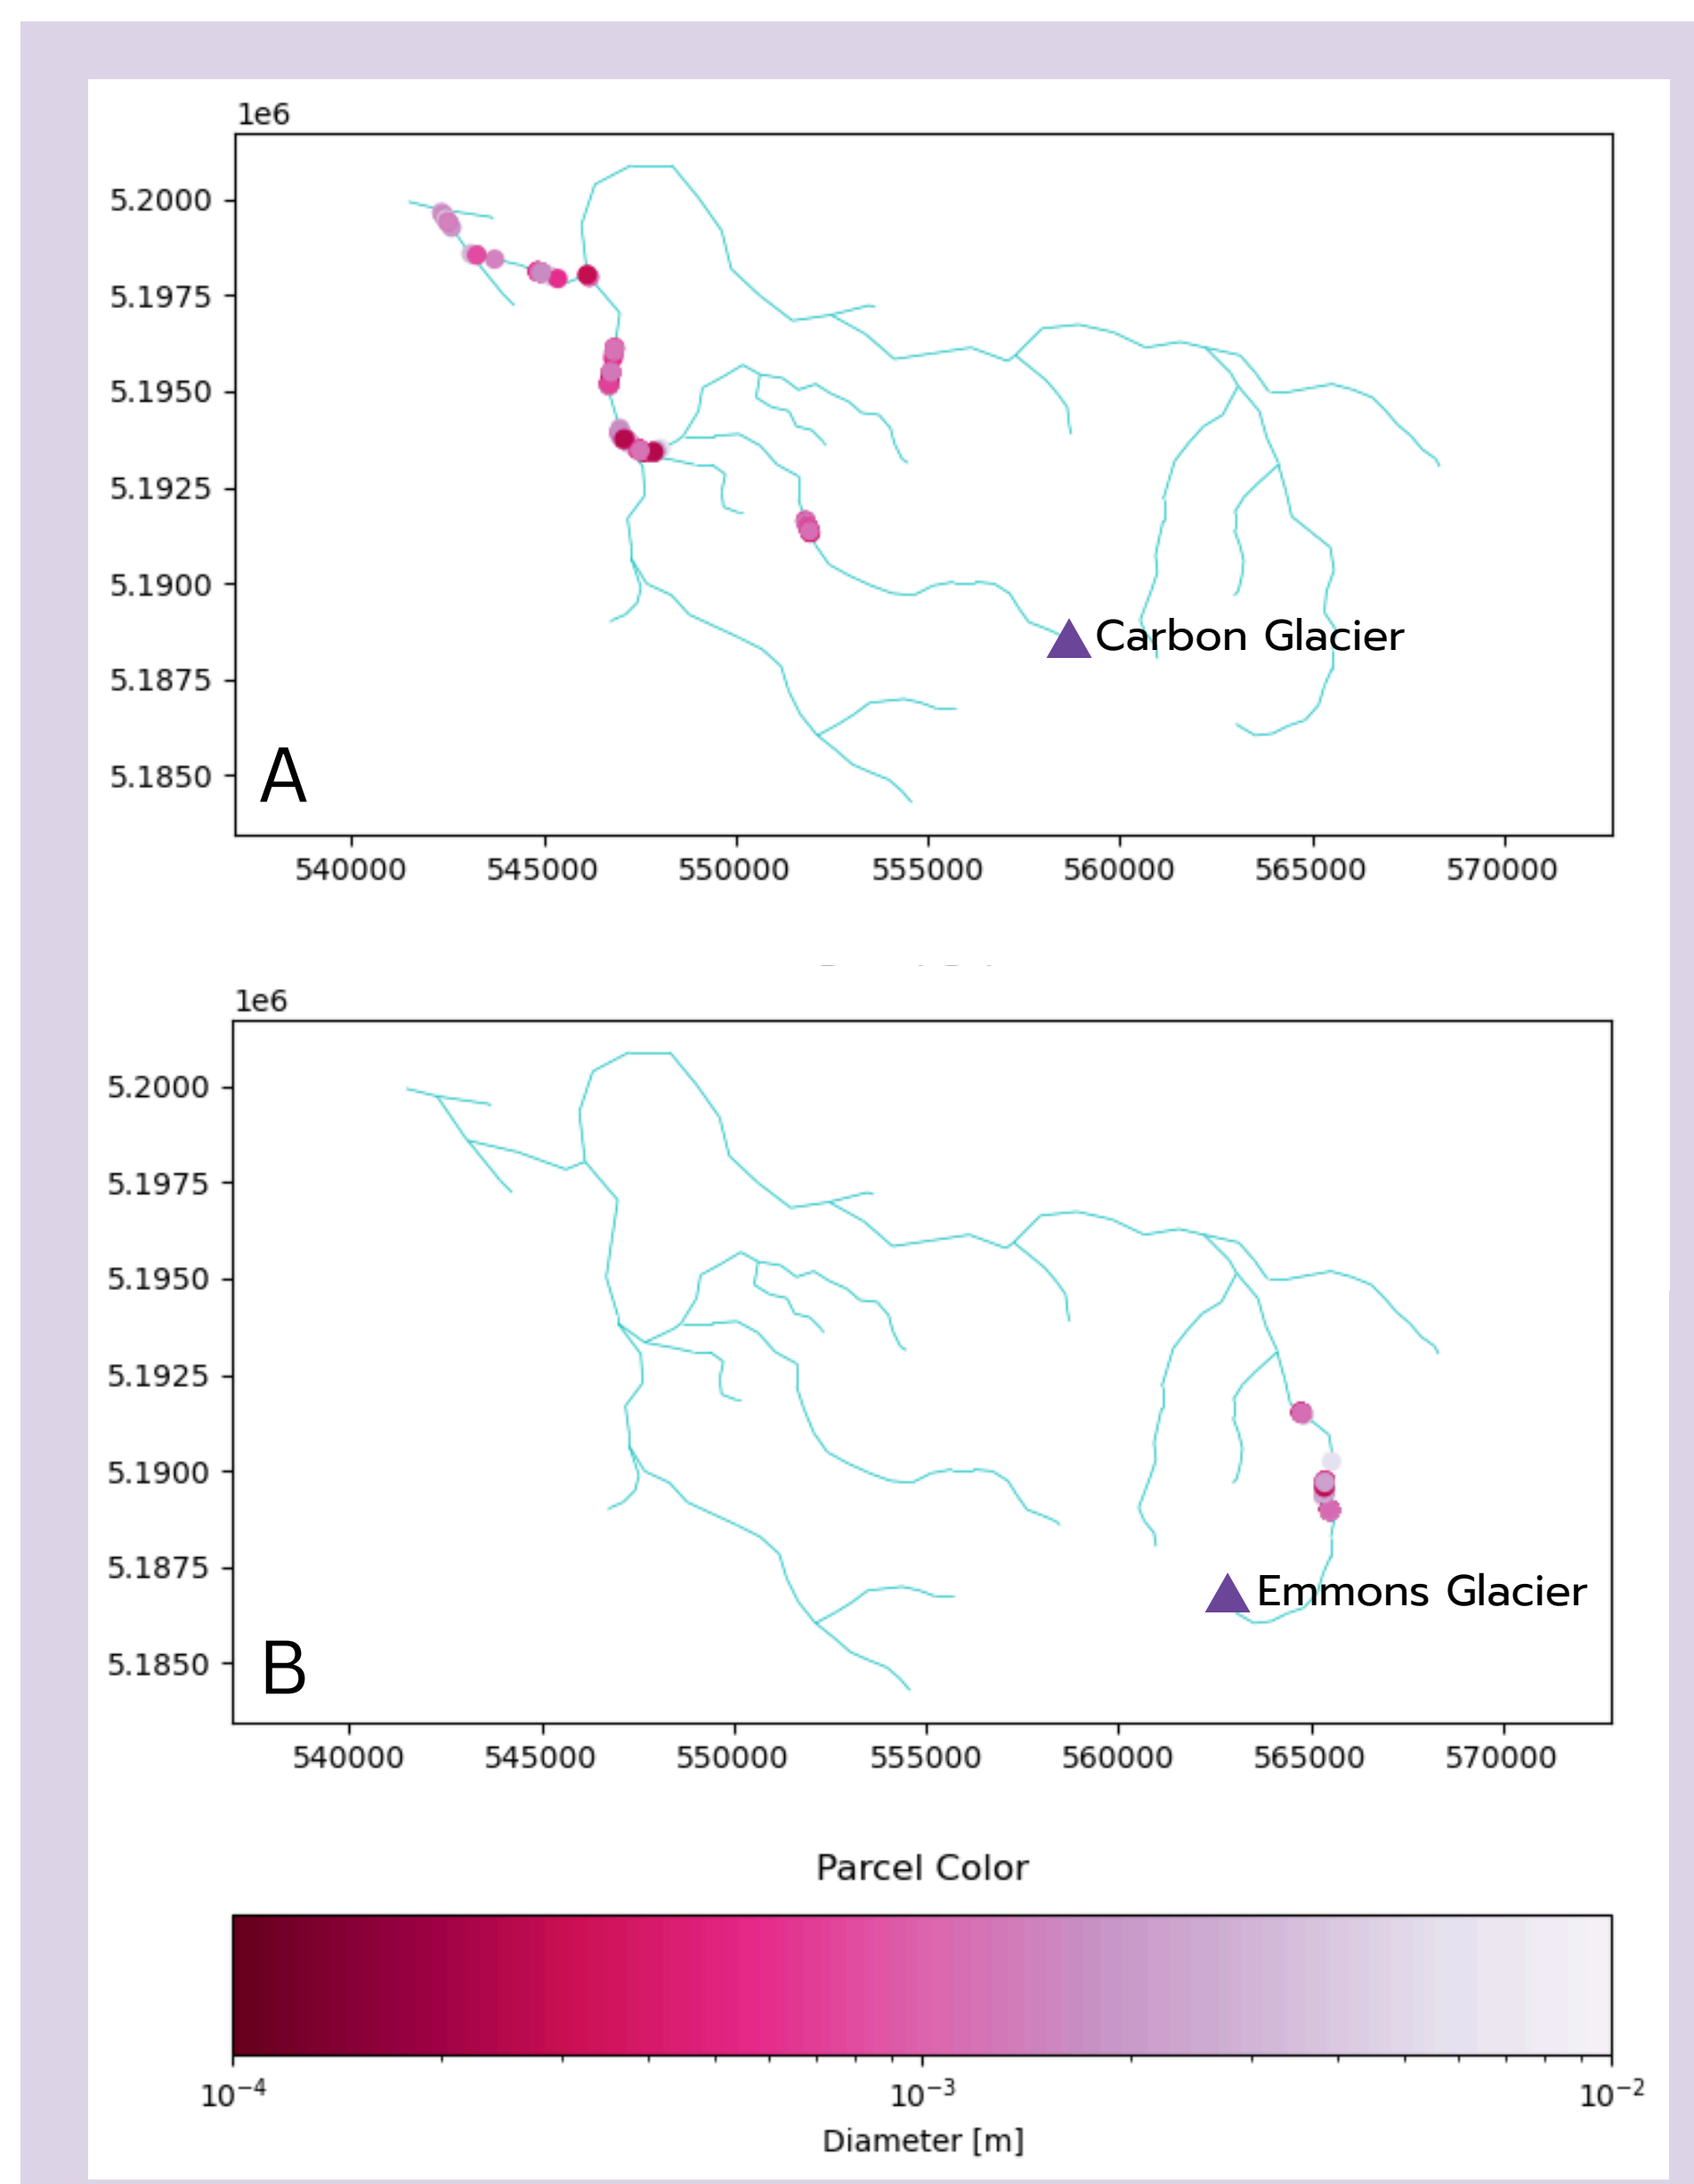 1e6
5.2000
5.1975
5.1950
5.1925
5.1900
5.1875
5.1850
Carbon Glacier
A
540000 545000 550000 555000 560000 565000 570000
1e6
5.2000
5.1975
5.1950
5.1925
5.1900
5.1875
5.1850
Emmons Glacier
B
540000 545000 550000 555000 560000 565000 570000
Parcel Color
10⁻⁴ 10⁻³ 10⁻²
Diameter [m]